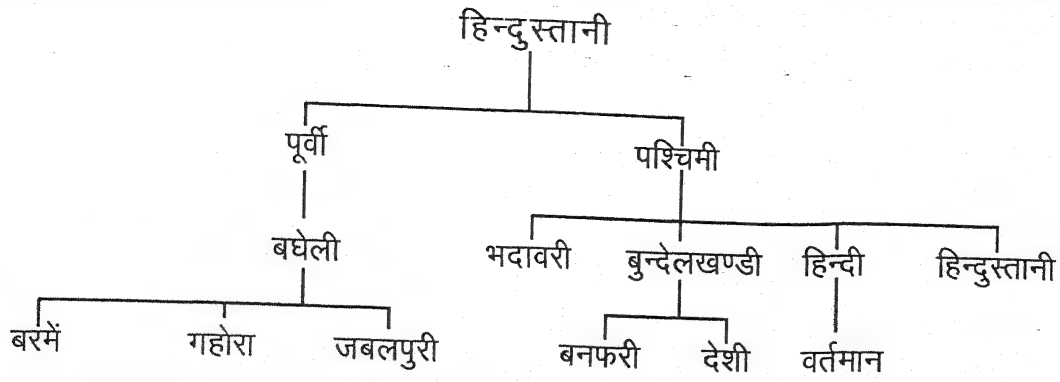 हिन्दुस्तानी
पूर्वी पश्चिमी
बघेली भदावरी बुन्देलखण्डी हिन्दी हिन्दुस्तानी
बरमें गहोरा जबलपुरी बनफरी देशी वर्तमान